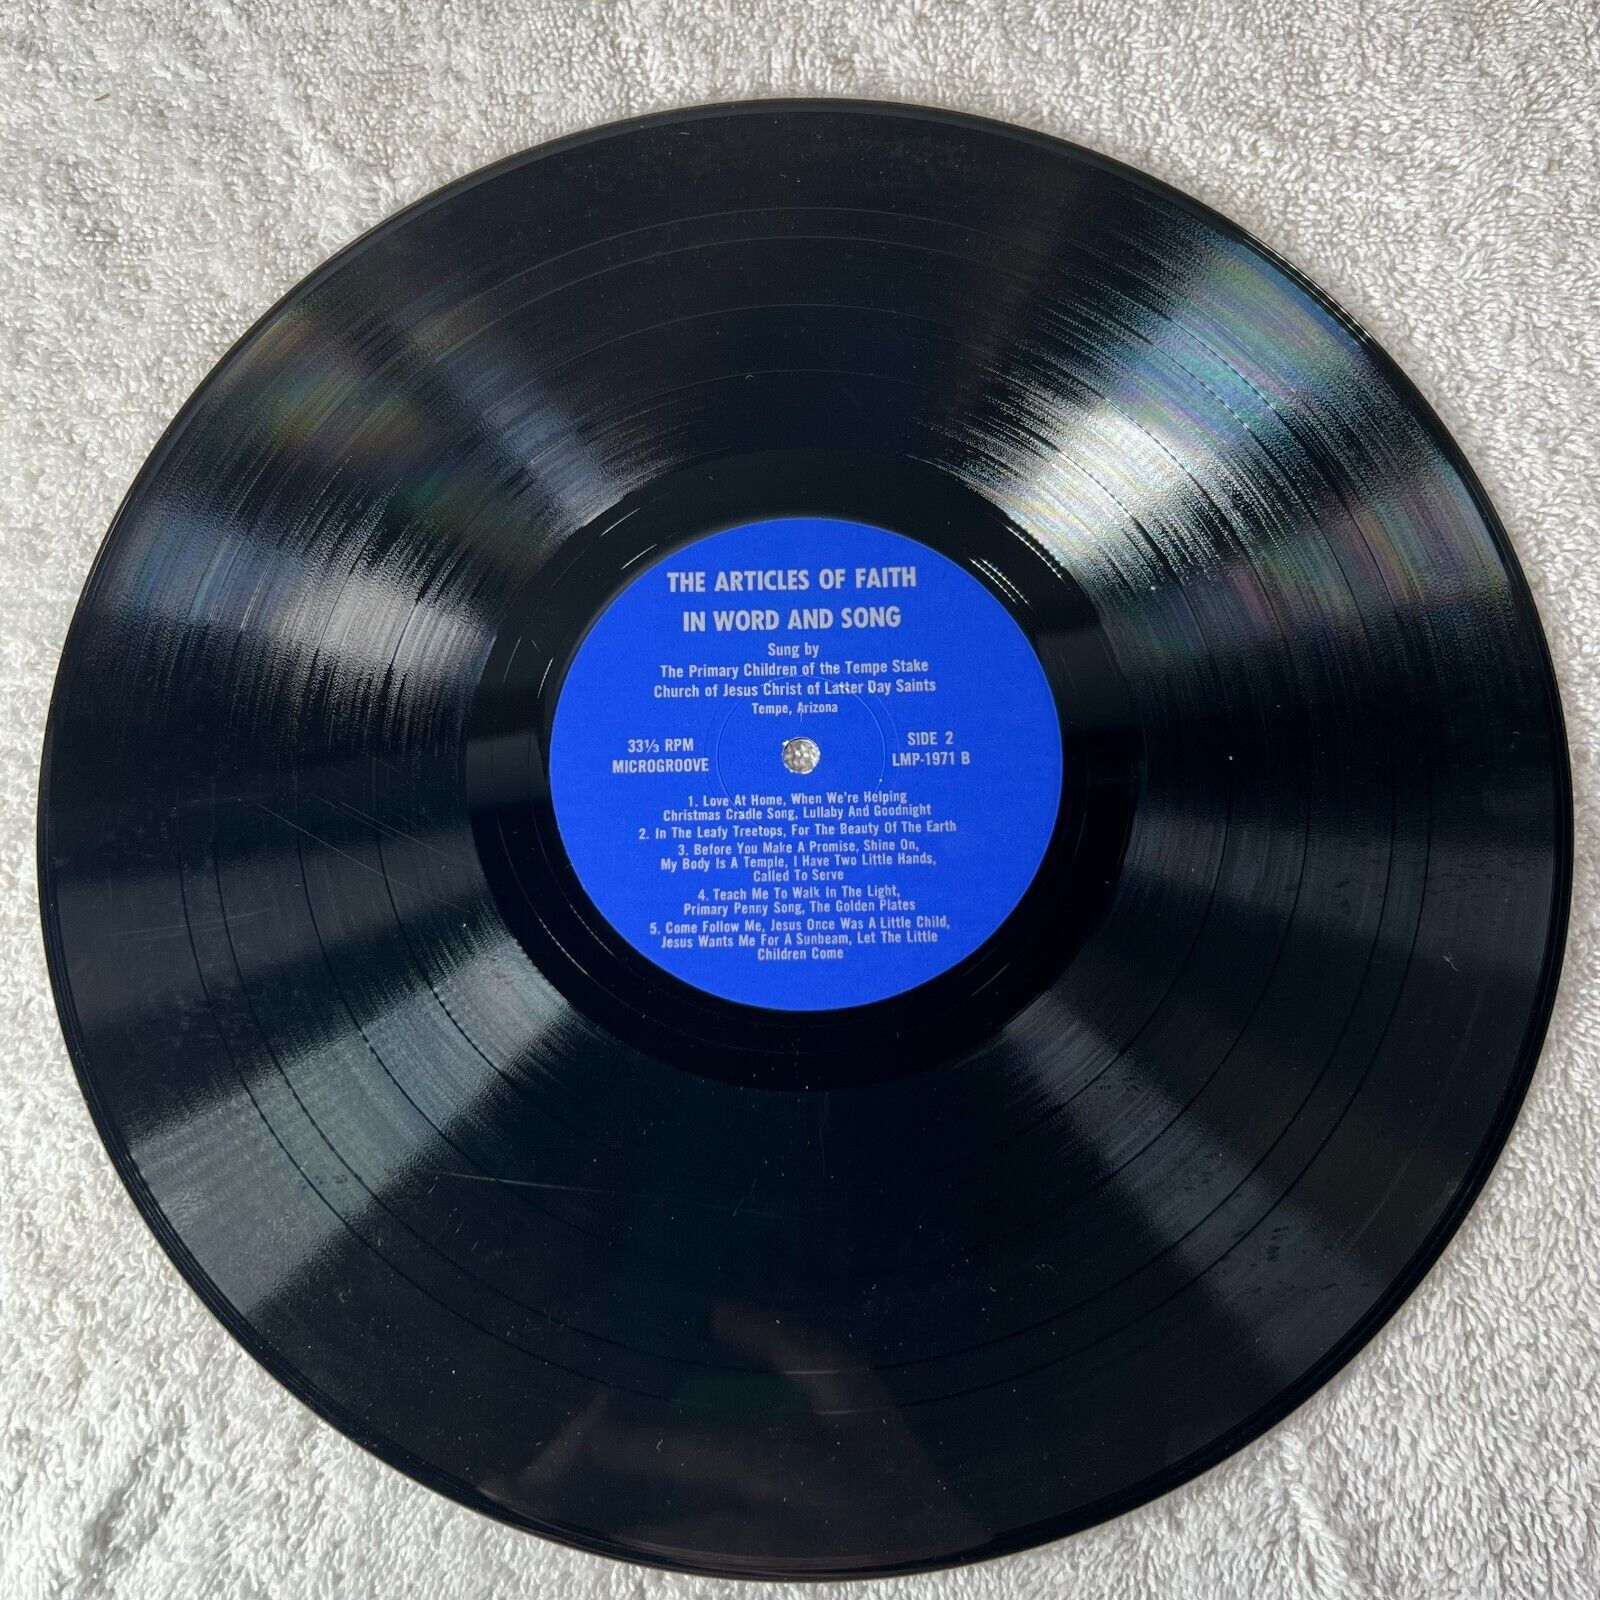 THE ARTICLES OF FAITH
IN WORD AND SONG
Sung by
The Primary Children of the Tempe Stake
Church of Jesus Christ of Latter Day Saints
Tempe, Arizona
33⅓ RPM
MICROGROOVE
SIDE 2
LMP-1971 B
1. Love At Home, When We're Helping
Christmas Cradle Song, Lullaby And Goodnight
2. In The Leafy Treetops, For The Beauty Of The Earth
3. Before You Make A Promise, Shine On,
My Body Is A Temple, I Have Two Little Hands,
Called To Serve
4. Teach Me To Walk In The Light,
Primary Penny Song, The Golden Plates
5. Come Follow Me, Jesus Once Was A Little Child,
Jesus Wants Me For A Sunbeam, Let The Little
Children Come